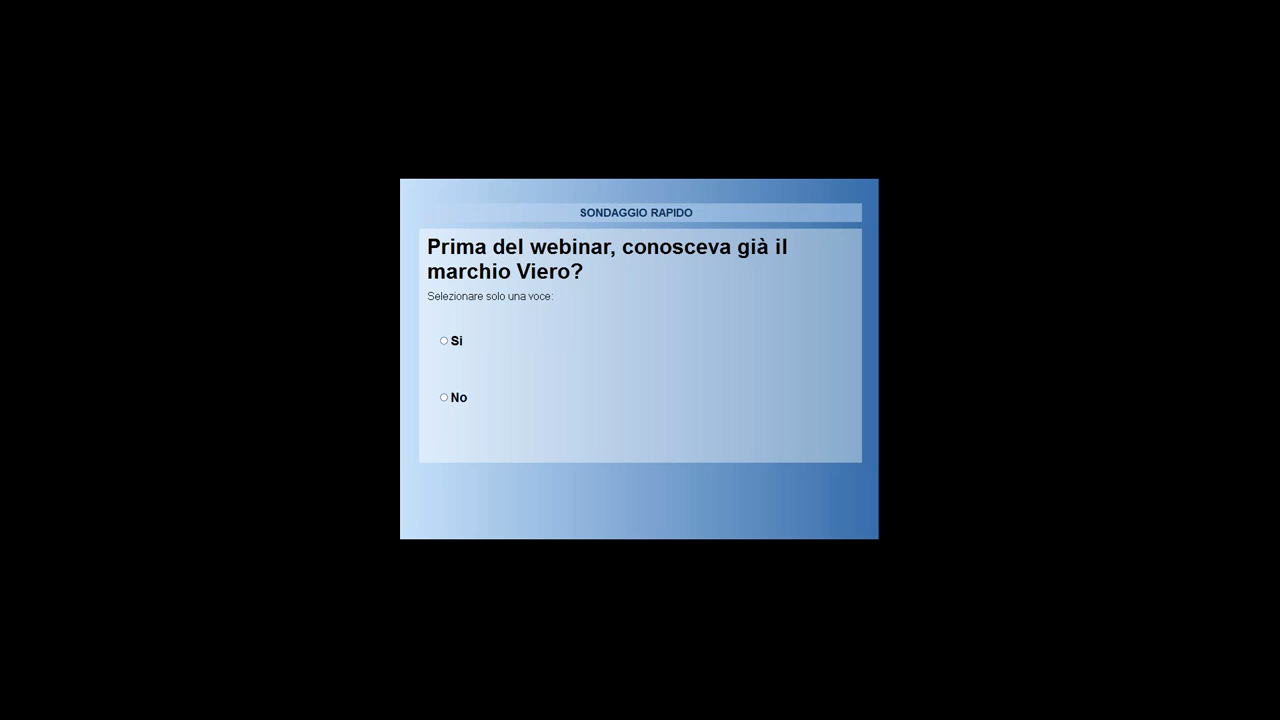 SONDAGGIO RAPIDO
Prima del webinar, conosceva già il
marchio Viero?
Selezionare solo una voce:
Si
No